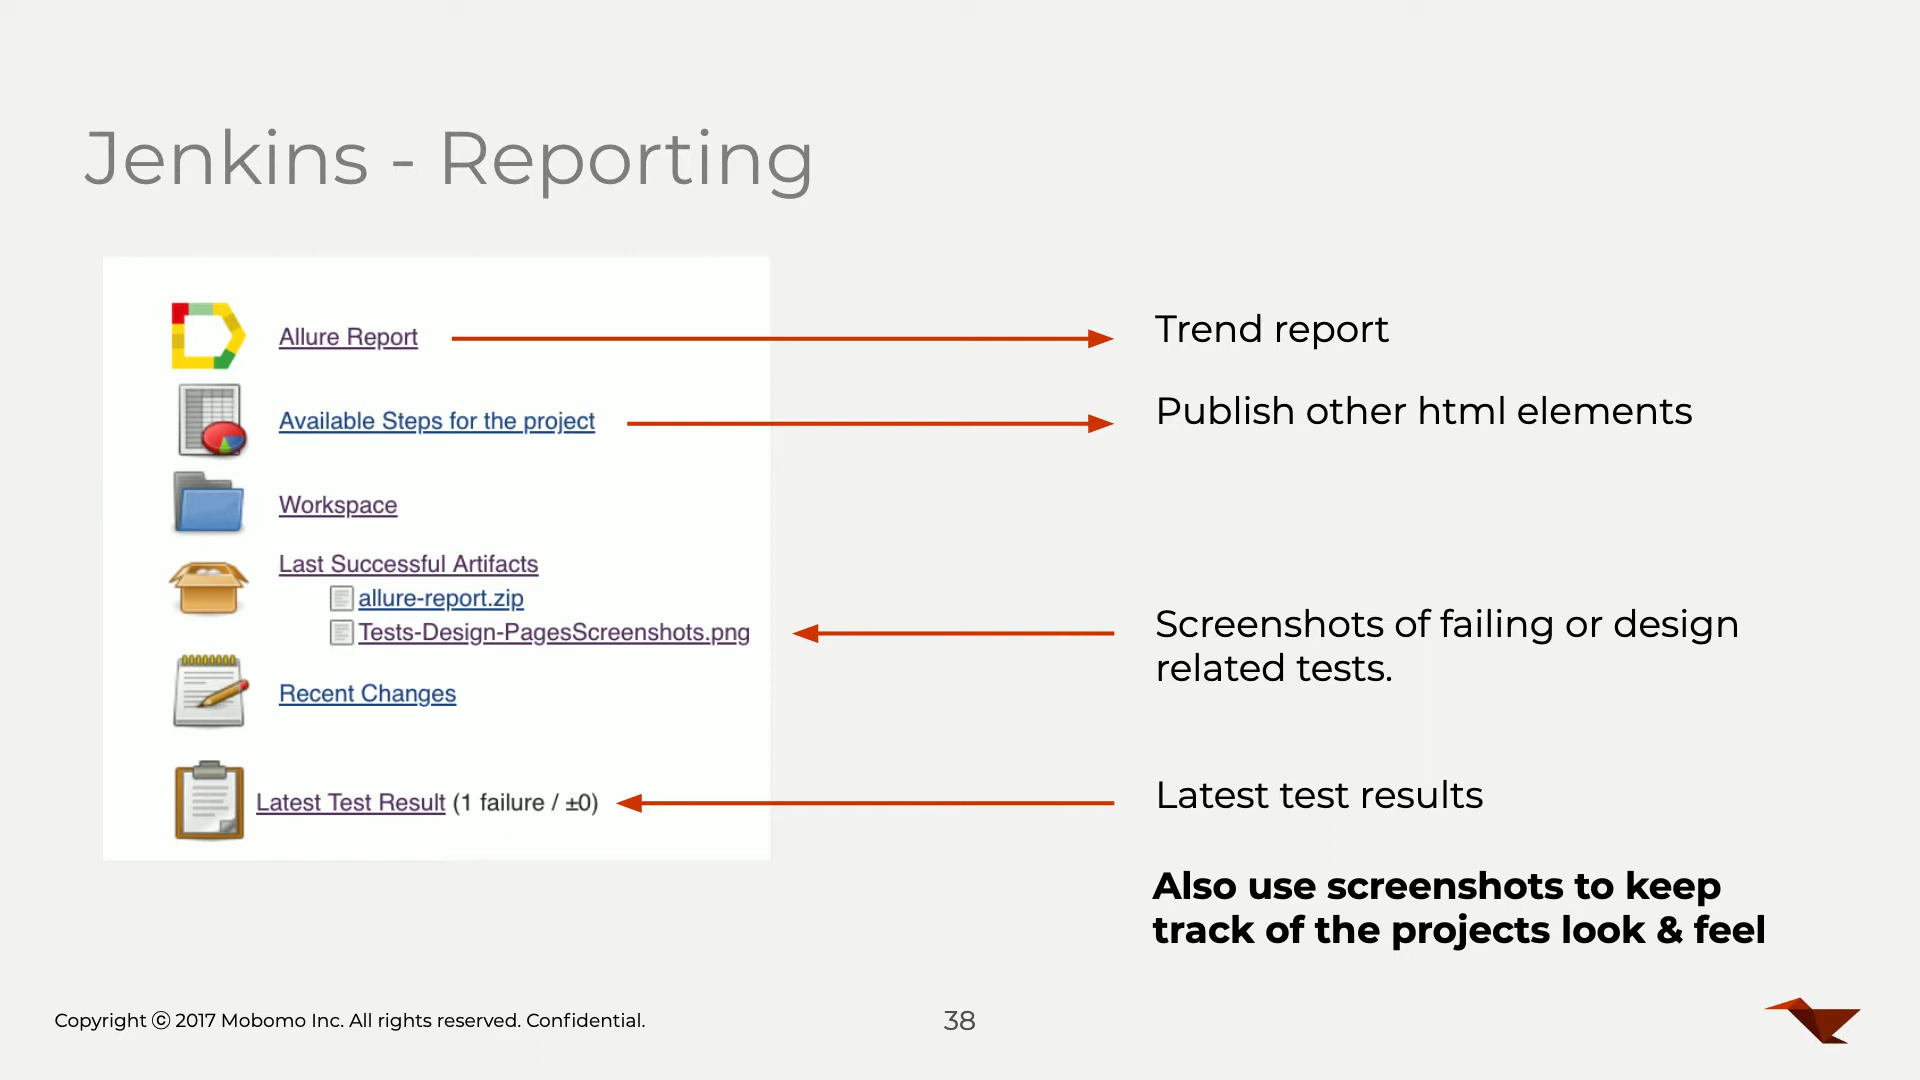 Jenkins - Reporting
Allure Report
Trend report
Available Steps for the project
Publish other html elements
Workspace
Last Successful Artifacts
allure-report.zip
Tests-Design-PagesScreenshots.png
Screenshots of failing or design
related tests.
Recent Changes
Latest Test Result (1 failure / ±0)
Latest test results
Also use screenshots to keep
track of the projects look & feel
Copyright ⓒ 2017 Mobomo Inc. All rights reserved. Confidential.
38